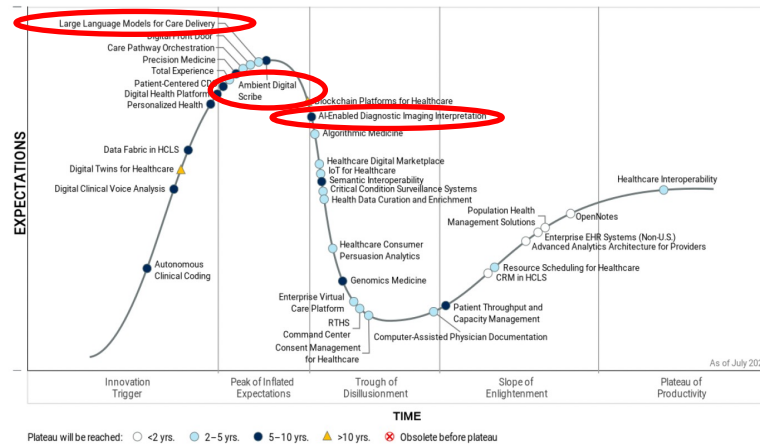 Large Language Models for Care Delivery
Digital Front Door
Care Pathway Orchestration
Precision Medicine
Total Experience
Patient-Centered
Digital Health Platform
Personalized Health
Ambient Digital
Scribe
Blockchain Platforms for Healthcare
AI-Enabled Diagnostic Imaging Interpretation
Algorithmic Medicine
Data Fabric in HCLS
Digital Twins for Healthcare
Digital Clinical Voice Analysis
Autonomous
Clinical Coding
Healthcare Digital Marketplace
IoT for Healthcare
Semantic Interoperability
Critical Condition Surveillance Systems
Health Data Curation and Enrichment
Healthcare Consumer
Persuasion Analytics
Genomics Medicine
Enterprise Virtual
Care Platform
RTHS
Command Center
Consent Management
for Healthcare
Computer-Assisted Physician Documentation
Patient Throughput and
Capacity Management
CRM in HCLS
Resource Scheduling for Healthcare
Advanced Analytics Architecture for Providers
Enterprise EHR Systems (Non-U.S.)
Population Health
Management Solutions
OpenNotes
Healthcare Interoperability
EXPECTATIONS
As of July
Innovation
Trigger
Peak of Inflated
Expectations
Trough of
Disillusionment
Slope of
Enlightenment
Plateau of
Productivity
TIME
Plateau will be reached: <2 yrs. 2–5 yrs. 5–10 yrs. >10 yrs. Obsolete before plateau